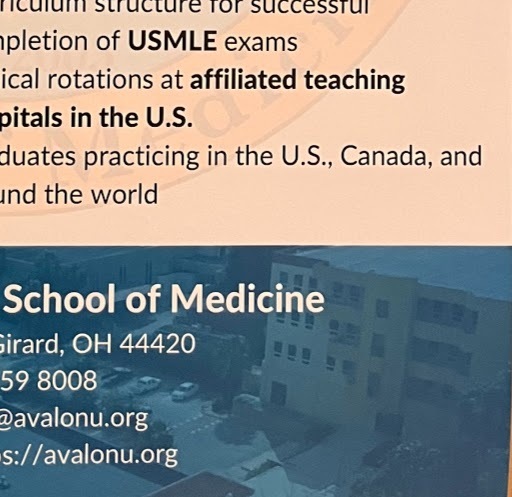 rriculum structure for successful
mpletion of USMLE exams
ical rotations at affiliated teaching
pitals in the U.S.
duates practicing in the U.S., Canada, and
und the world
School of Medicine
Girard, OH 44420
59 8008
@avalonu.org
s://avalonu.org